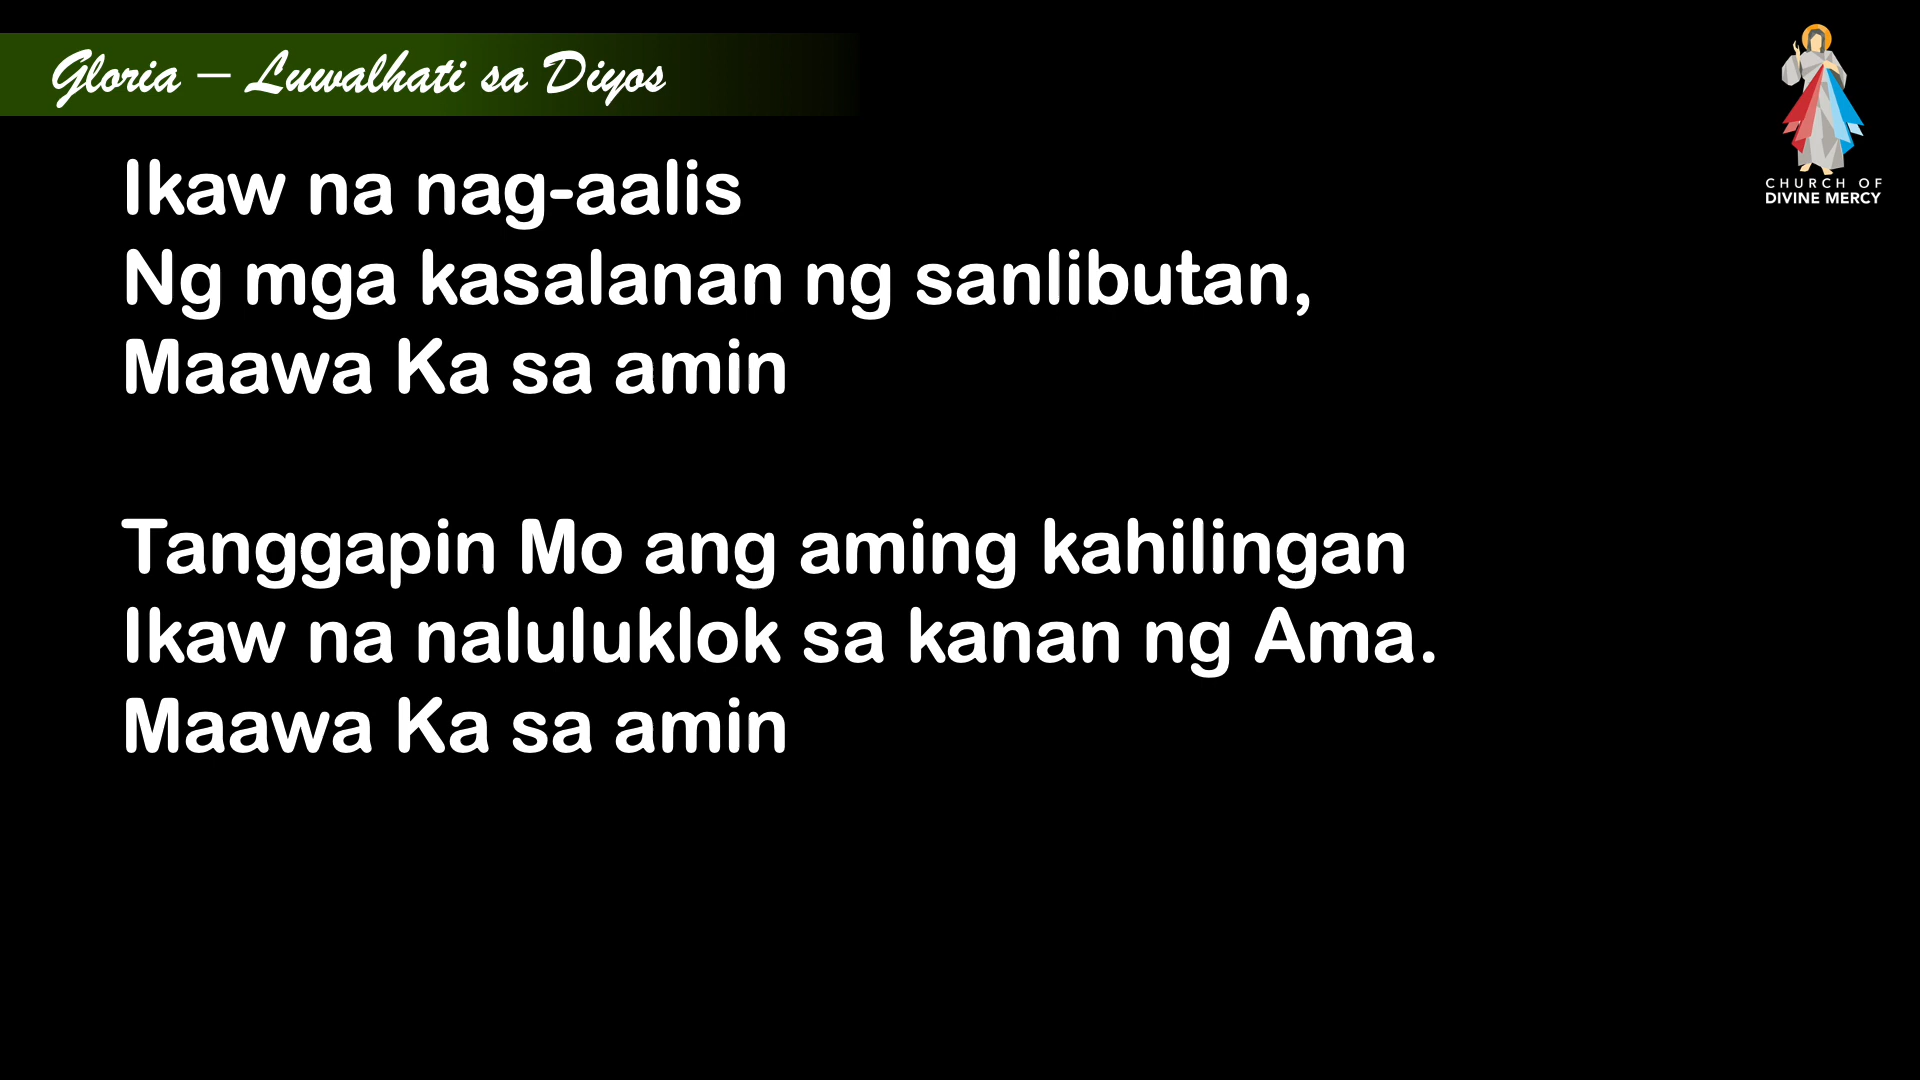 Gloria – Luwalhati sa Diyos
CHURCH OF
DIVINE MERCY
Ikaw na nag-aalis
Ng mga kasalanan ng sanlibutan,
Maawa Ka sa amin
Tanggapin Mo ang aming kahilingan
Ikaw na naluluklok sa kanan ng Ama.
Maawa Ka sa amin